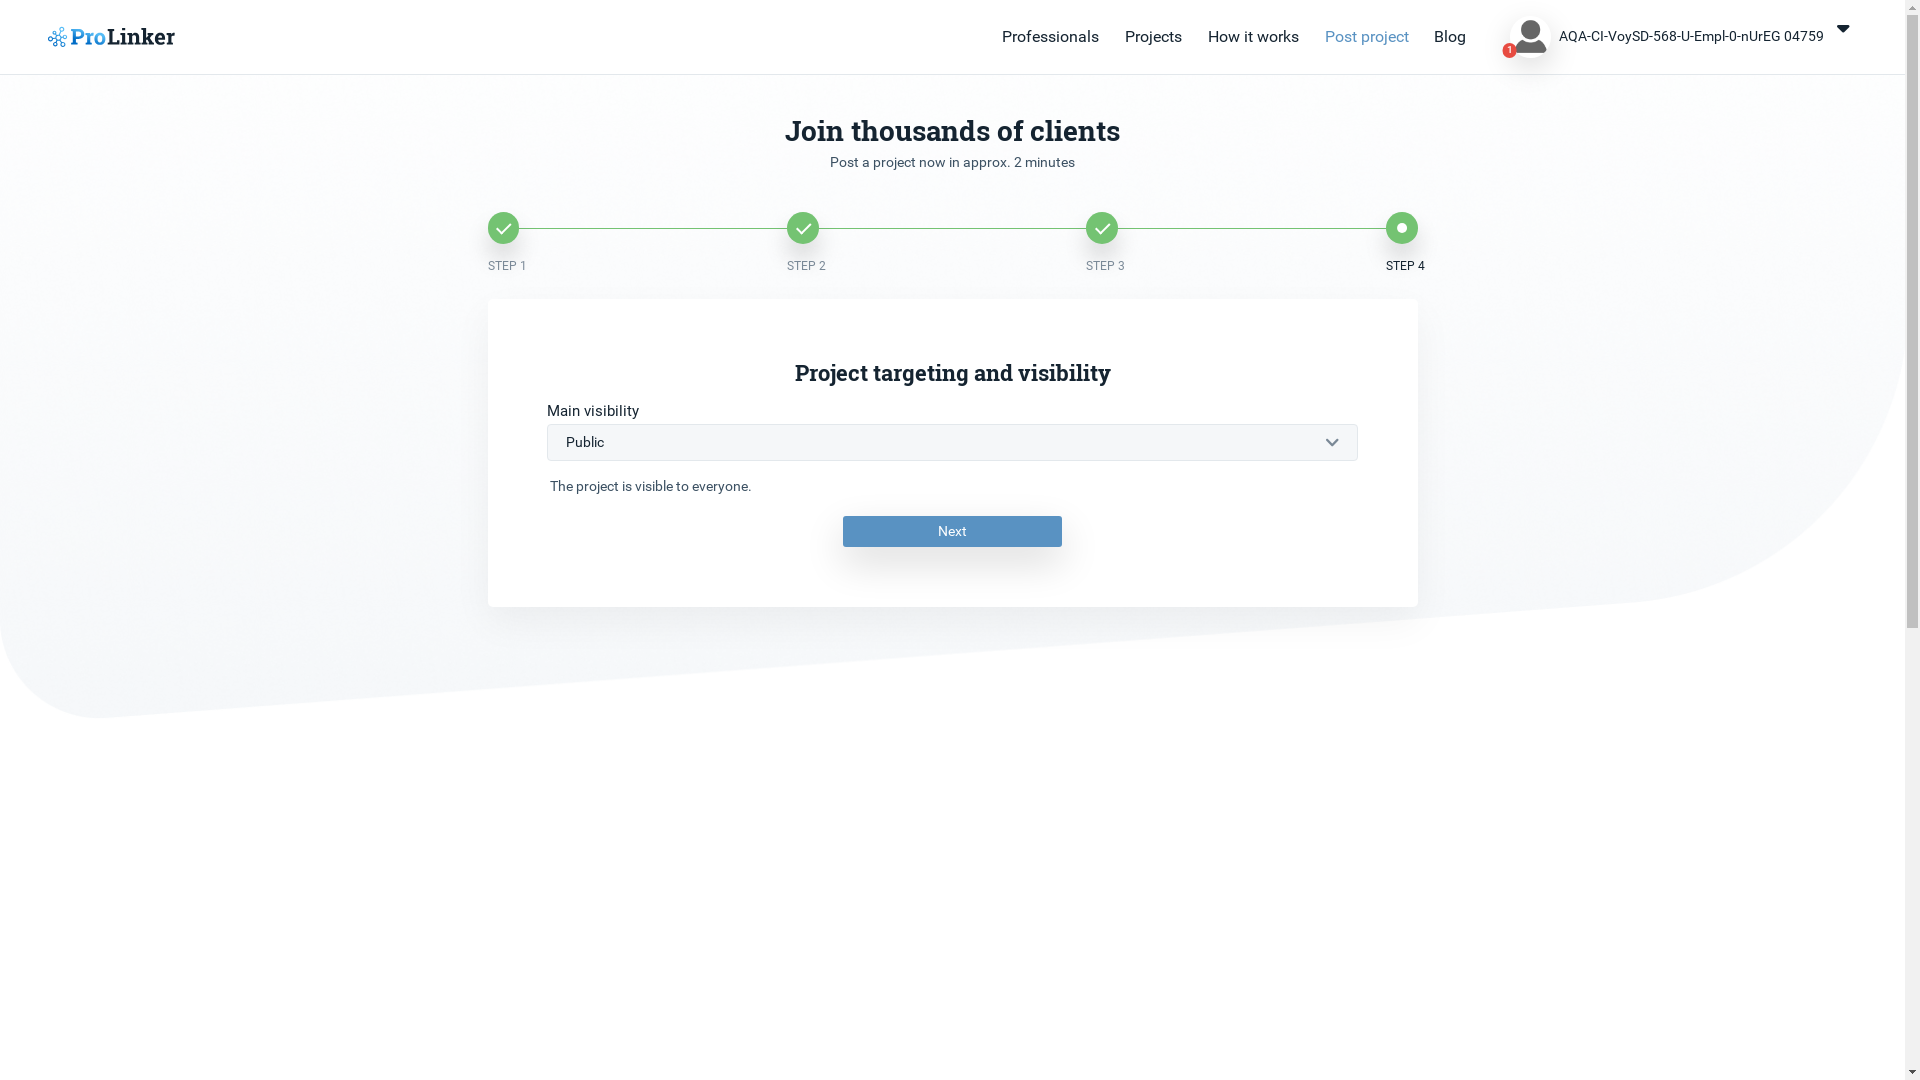 ProLinker
Professionals
Projects
How it works
Post project
Blog
1
AQA-CI-VoySD-568-U-Empl-0-nUrEG 04759
Join thousands of clients
Post a project now in approx. 2 minutes
STEP 1
STEP 2
STEP 3
STEP 4
Project targeting and visibility
Main visibility
Public
The project is visible to everyone.
Next